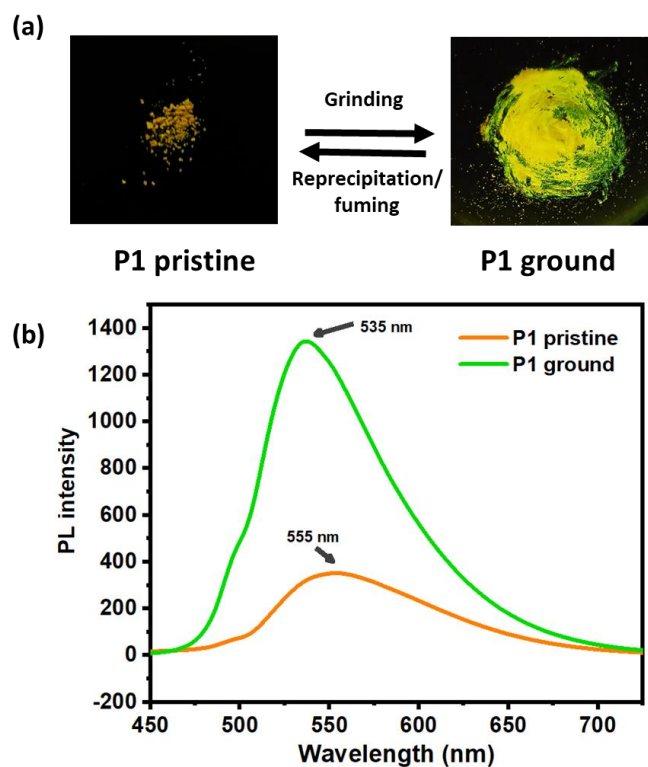 (a)
Grinding
Reprecipitation/
fuming
P1 pristine
P1 ground
(b)
1400
1200
1000
800
600
400
200
0
-200
PL intensity
535 nm
555 nm
P1 pristine
P1 ground
450 500 550 600 650 700
Wavelength (nm)